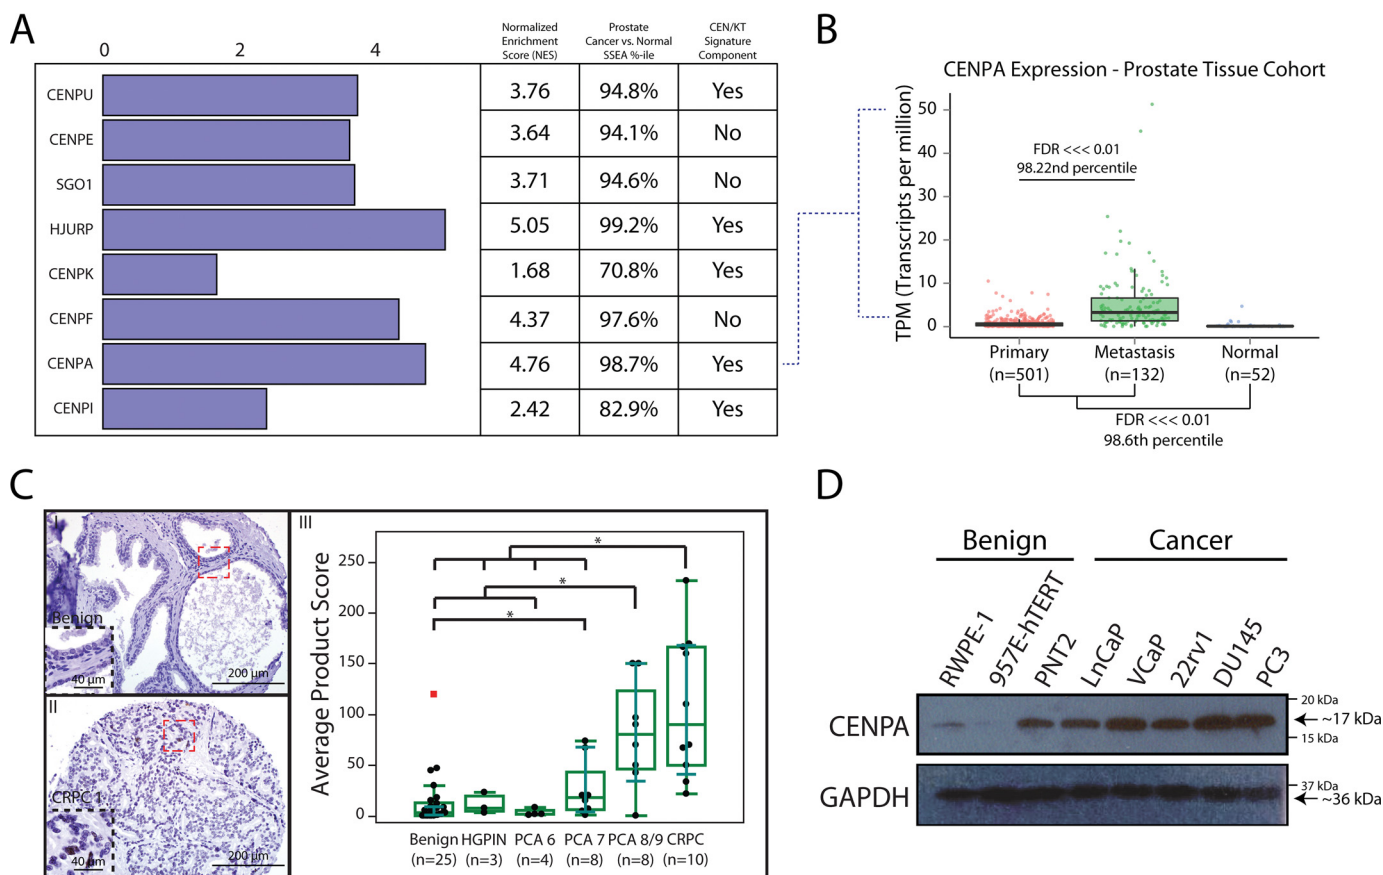 A
0 2 4
Normalized
Enrichment
Score (NES)
Prostate
Cancer vs. Normal
SSEA %-ile
CEN/KT
Signature
Component
CENPU 3.76 94.8% Yes
CENPE 3.64 94.1% No
SGO1 3.71 94.6% No
HJURP 5.05 99.2% Yes
CENPK 1.68 70.8% Yes
CENPF 4.37 97.6% No
CENPA 4.76 98.7% Yes
CENPI 2.42 82.9% Yes
B
CENPA Expression - Prostate Tissue Cohort
TPM (Transcripts per million)
50
40
30
20
10
0
FDR <<< 0.01
98.22nd percentile
Primary Metastasis Normal
(n=501) (n=132) (n=52)
FDR <<< 0.01
98.6th percentile
C
I
Benign
40 µm
200 µm
II
CRPC 1
40 µm
200 µm
III
Average Product Score
250
200
150
100
50
0
*
*
*
Benign HGPIN PCA 6 PCA 7 PCA 8/9 CRPC
(n=25) (n=3) (n=4) (n=8) (n=8) (n=10)
D
Benign Cancer
RWPE-1
957E-hTERT
PNT2
LnCaP
VCaP
22rv1
DU145
PC3
CENPA
20 kDa
~17 kDa
15 kDa
GAPDH
37 kDa
~36 kDa